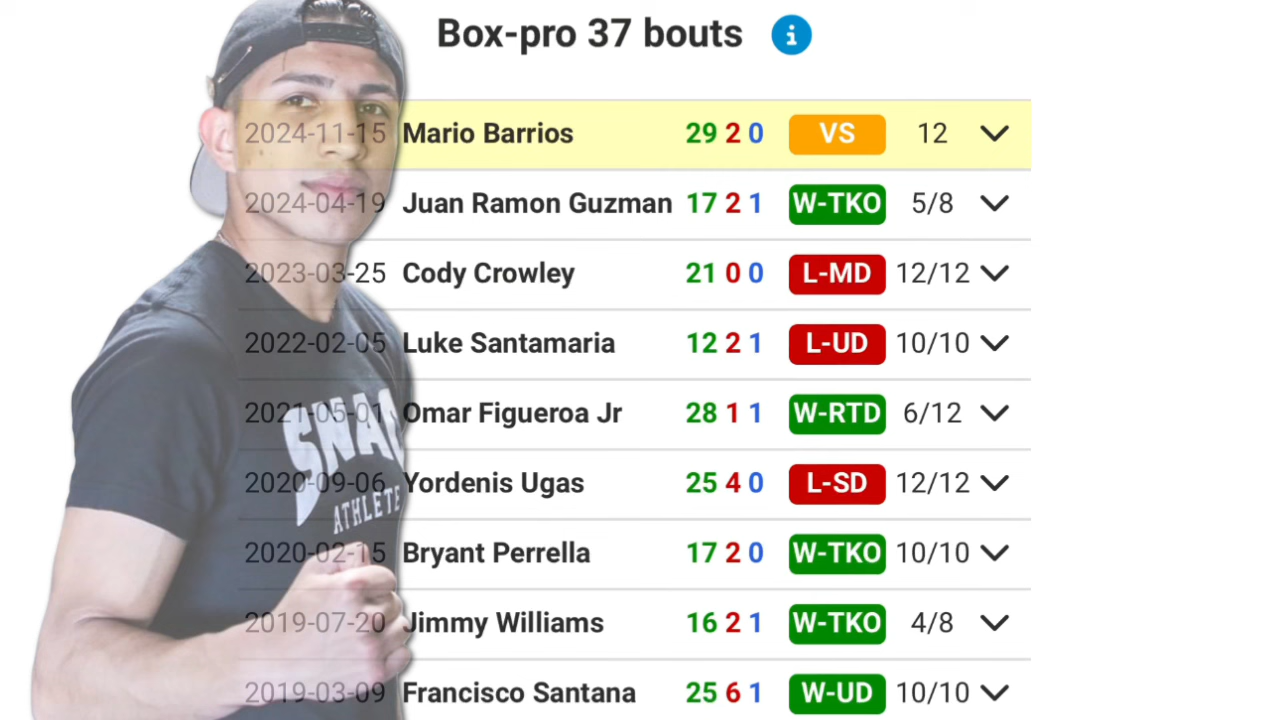 Box-pro 37 bouts i
2024-11-15 Mario Barrios 29 2 0 VS 12
2024-04-19 Juan Ramon Guzman 17 2 1 W-TKO 5/8
2023-03-25 Cody Crowley 21 0 0 L-MD 12/12
2022-02-05 Luke Santamaria 12 2 1 L-UD 10/10
2021-05-01 Omar Figueroa Jr 28 1 1 W-RTD 6/12
2020-09-06 Yordenis Ugas 25 4 0 L-SD 12/12
2020-02-15 Bryant Perrella 17 2 0 W-TKO 10/10
2019-07-20 Jimmy Williams 16 2 1 W-TKO 4/8
2019-03-09 Francisco Santana 25 6 1 W-UD 10/10
SNAC
ATHLETE